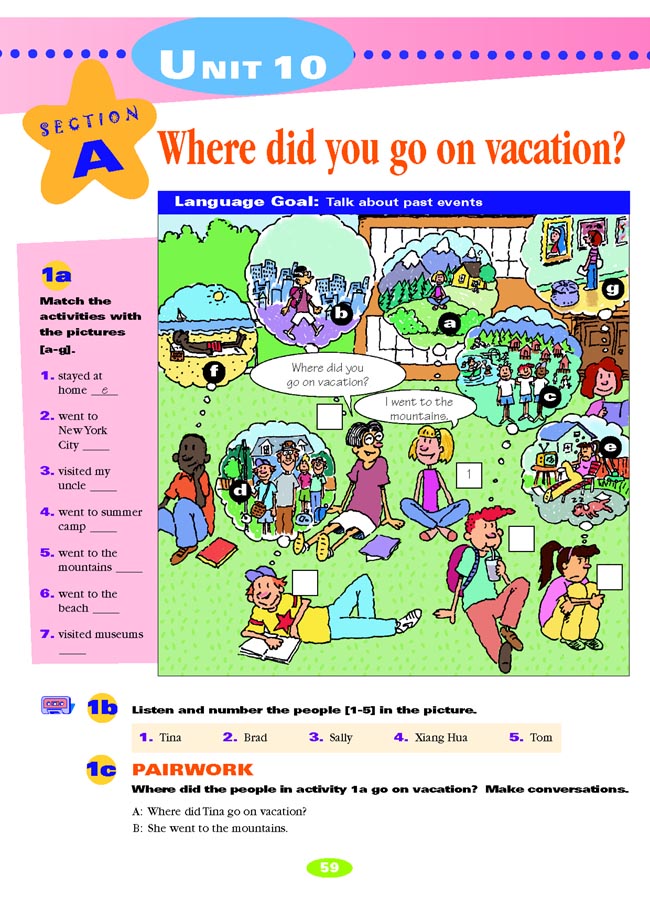 UNIT 10
SECTION
A
Where did you go on vacation?
Language Goal: Talk about past events
1a
Match the
activities with
the pictures
[a-g].
1. stayed at
home e
2. went to
New York
City ____
3. visited my
uncle ____
4. went to summer
camp ____
5. went to the
mountains ____
6. went to the
beach ____
7. visited museums
____
b
a
g
f
Where did you
go on vacation?
I went to the
mountains.
c
e
d
1
1b
Listen and number the people [1-5] in the picture.
1. Tina 2. Brad 3. Sally 4. Xiang Hua 5. Tom
1c PAIRWORK
Where did the people in activity 1a go on vacation? Make conversations.
A: Where did Tina go on vacation?
B: She went to the mountains.
59